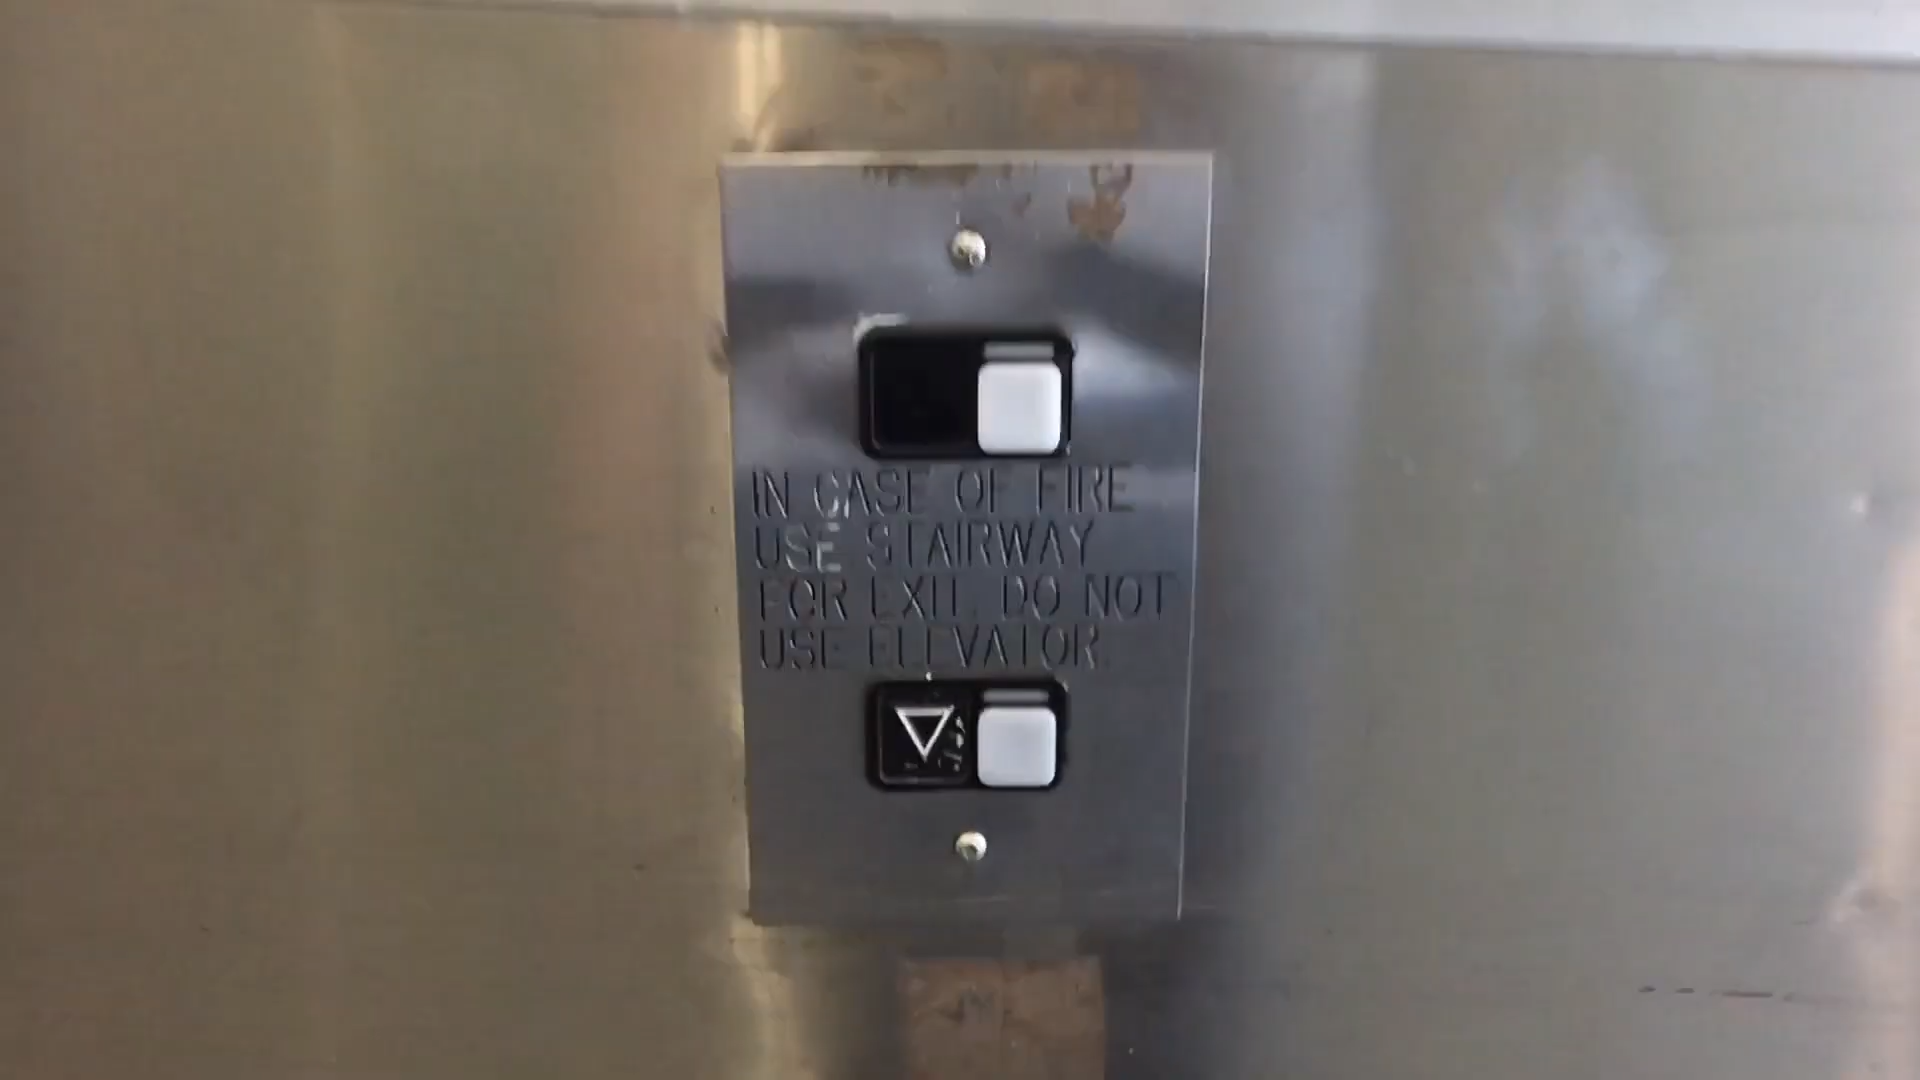 IN CASE OF FIRE
USE STAIRWAY
FOR EXIT. DO NOT
USE ELEVATOR.